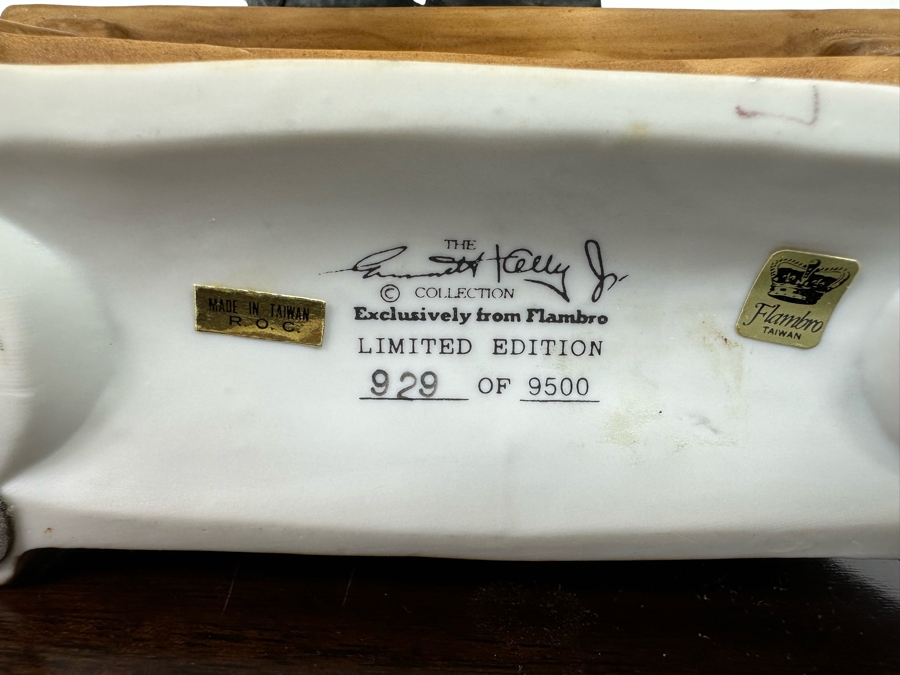 THE
Emmett Kelly Jr.
© COLLECTION
Exclusively from Flambro
LIMITED EDITION
929 OF 9500
MADE IN TAIWAN
R.O.C.
Flambro
TAIWAN